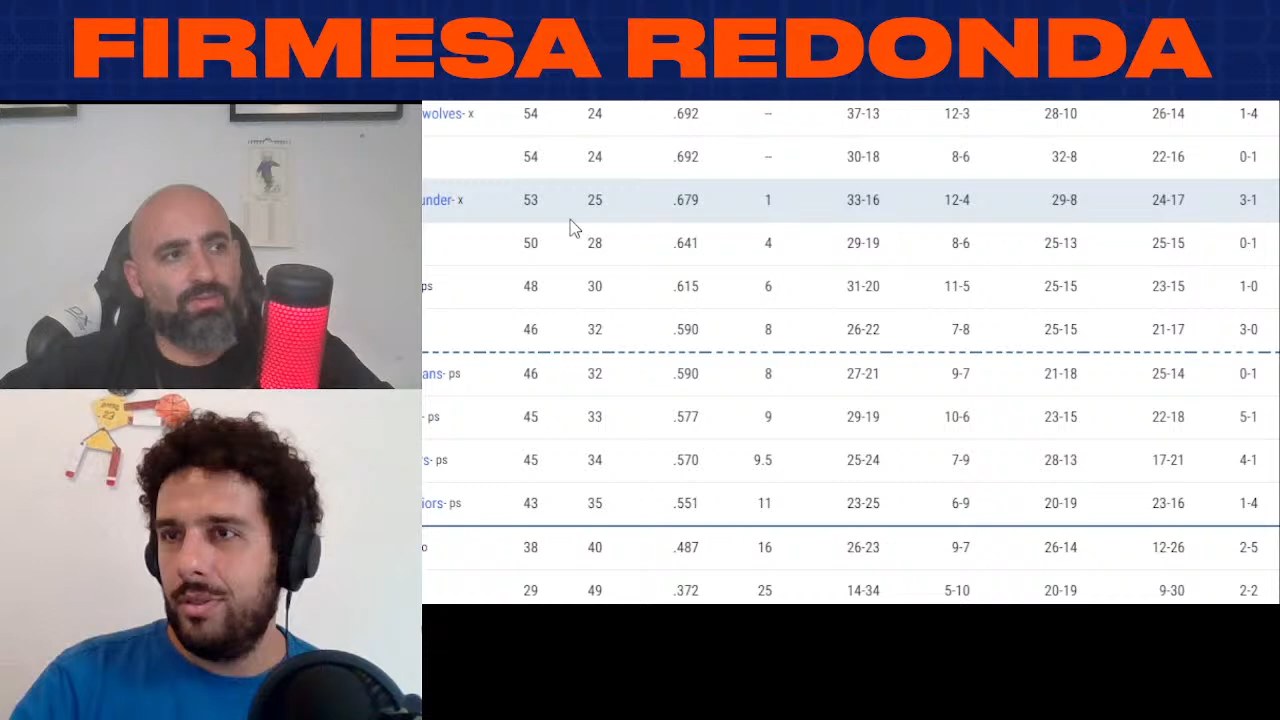 FIRMESA REDONDA
wolves- x 54 24 .692 -- 37-13 12-3 28-10 26-14 1-4
54 24 .692 -- 30-18 8-6 32-8 22-16 0-1
under- x 53 25 .679 1 33-16 12-4 29-8 24-17 3-1
50 28 .641 4 29-19 8-6 25-13 25-15 0-1
ps 48 30 .615 6 31-20 11-5 25-15 23-15 1-0
46 32 .590 8 26-22 7-8 25-15 21-17 3-0
ans- ps 46 32 .590 8 27-21 9-7 21-18 25-14 0-1
- ps 45 33 .577 9 29-19 10-6 23-15 22-18 5-1
s- ps 45 34 .570 9.5 25-24 7-9 28-13 17-21 4-1
iors- ps 43 35 .551 11 23-25 6-9 20-19 23-16 1-4
o 38 40 .487 16 26-23 9-7 26-14 12-26 2-5
29 49 .372 25 14-34 5-10 20-19 9-30 2-2